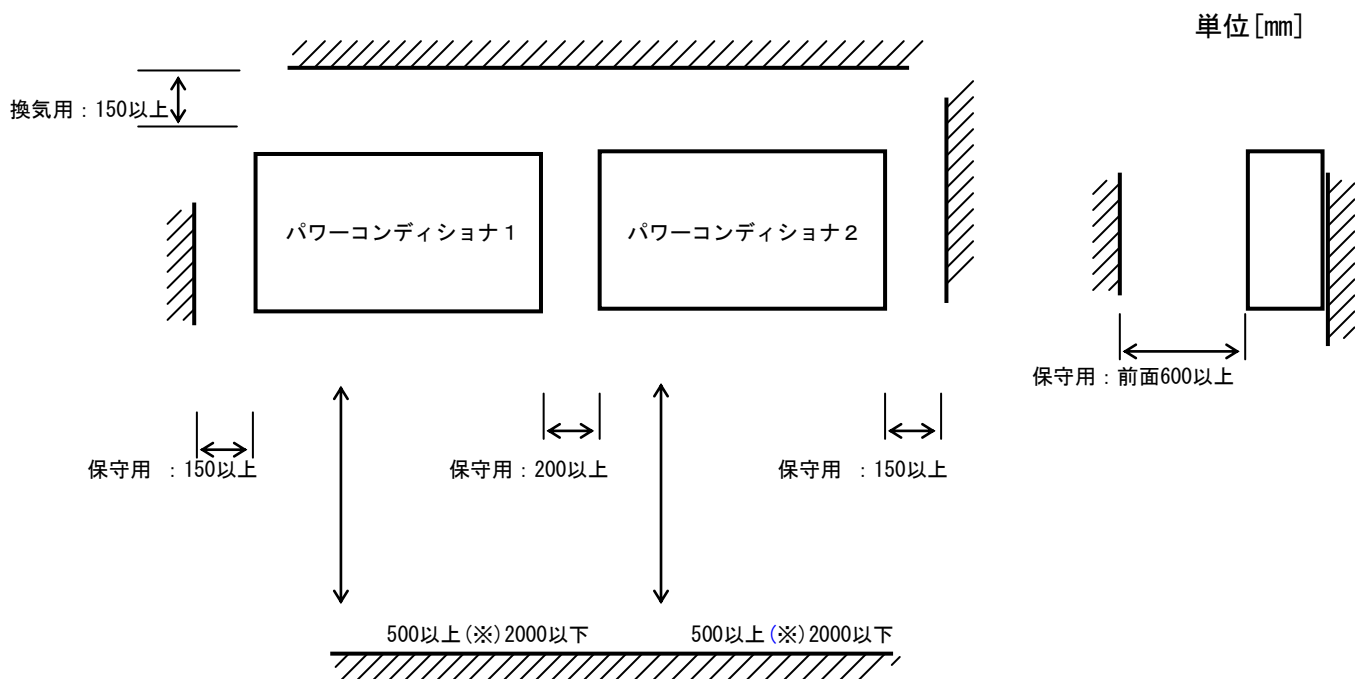 単位[mm]
換気用：150以上
パワーコンディショナ１
パワーコンディショナ２
保守用：前面600以上
保守用　：150以上
保守用：200以上
保守用　：150以上
500以上(※)2000以下
500以上(※)2000以下